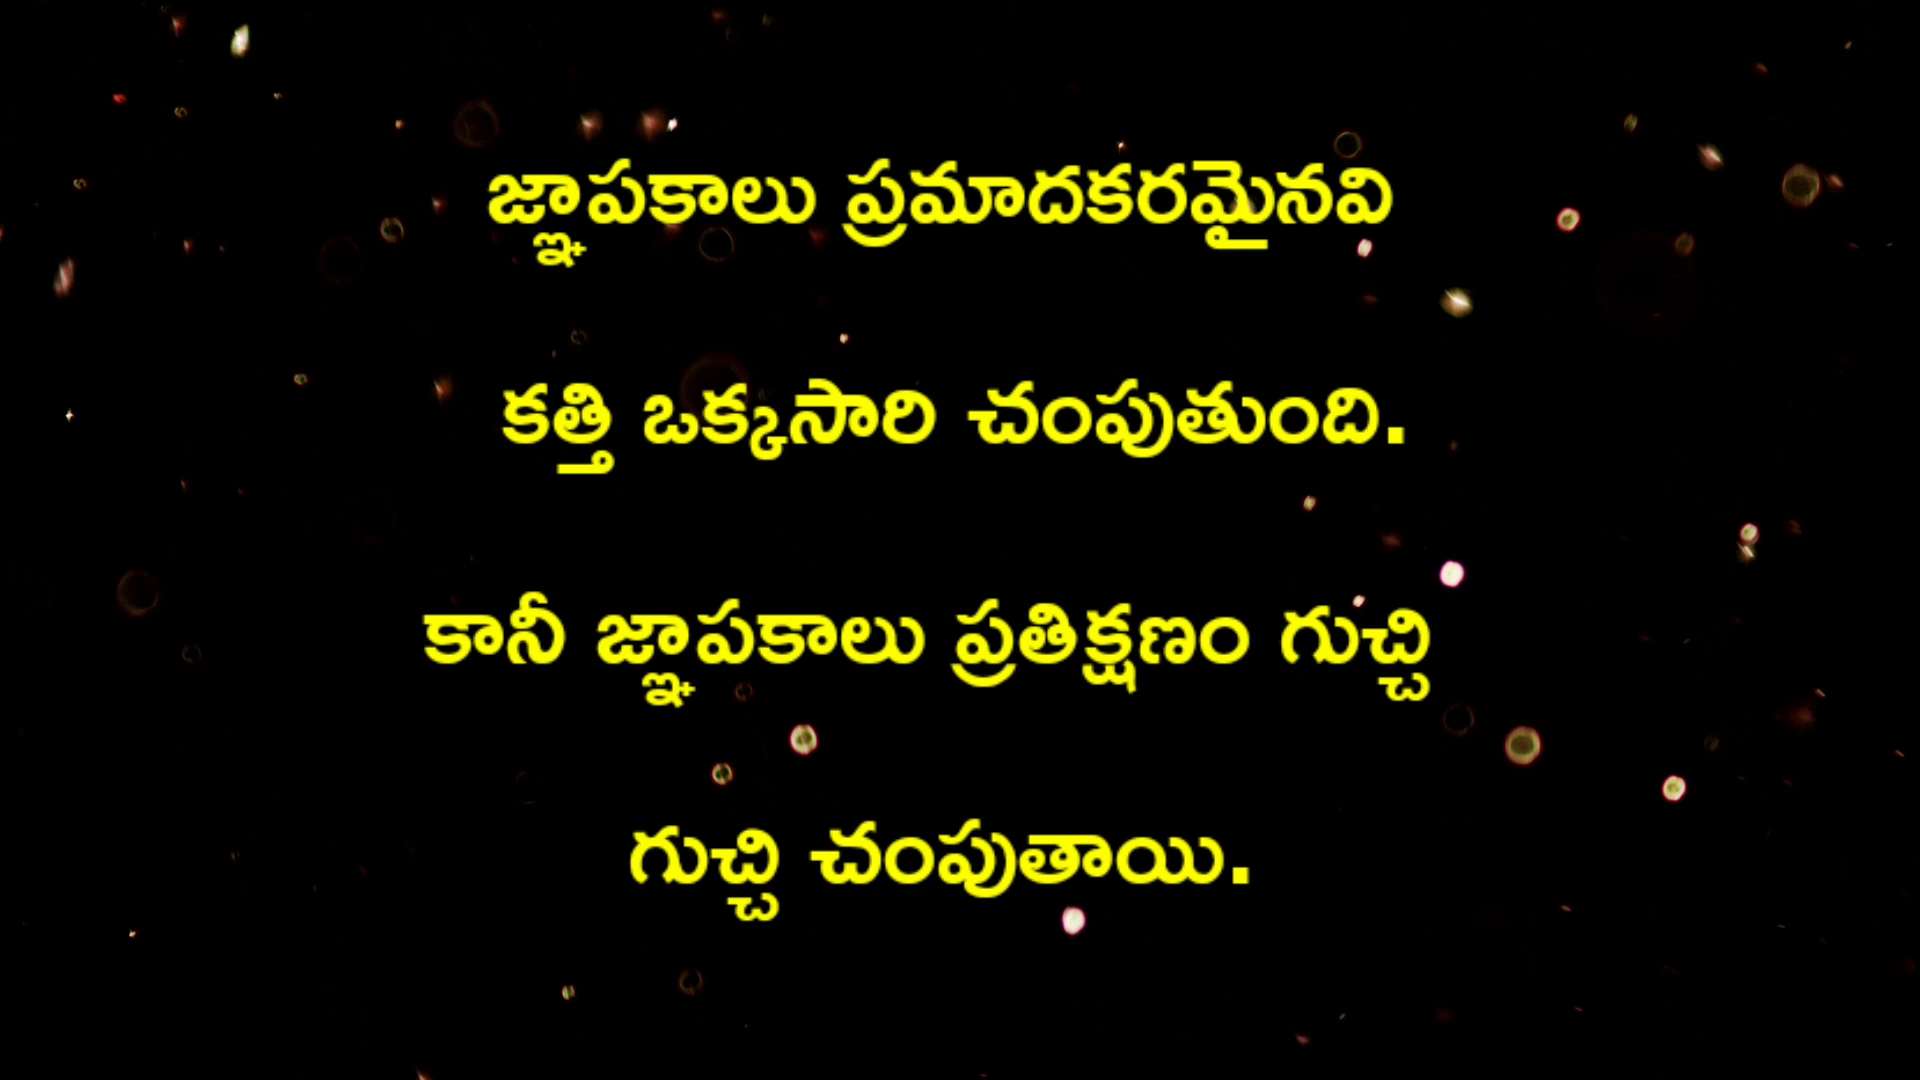 జ్ఞాపకాలు ప్రమాదకరమైనవి
కత్తి ఒక్కసారి చంపుతుంది.
కానీ జ్ఞాపకాలు ప్రతిక్షణం గుచ్చి
గుచ్చి చంపుతాయి.